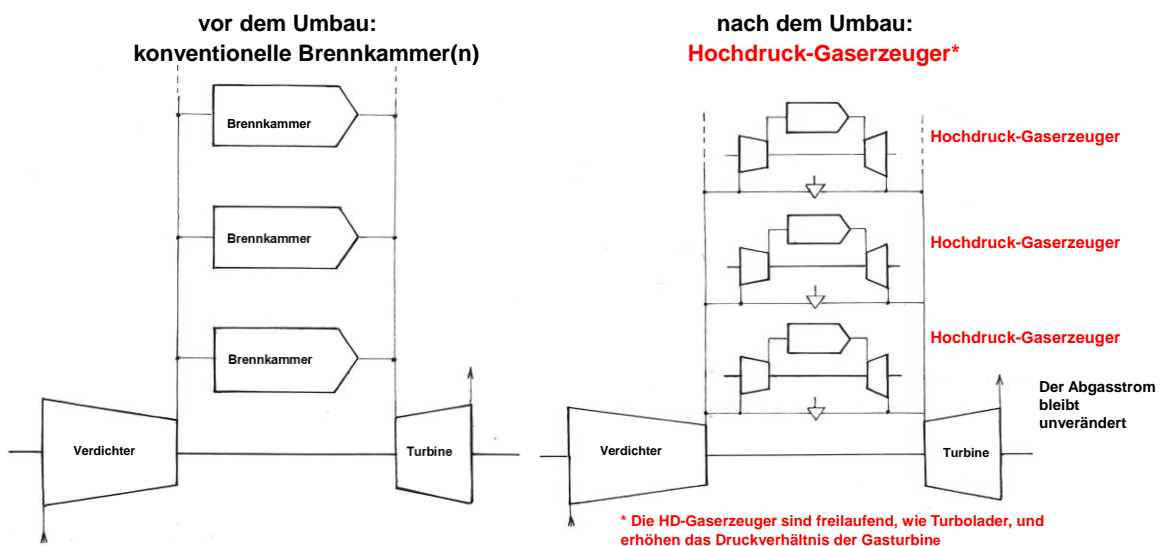 vor dem Umbau:
konventionelle Brennkammer(n)
Brennkammer
Brennkammer
Brennkammer
Verdichter
Turbine
nach dem Umbau:
Hochdruck-Gaserzeuger*
Hochdruck-Gaserzeuger
Hochdruck-Gaserzeuger
Hochdruck-Gaserzeuger
Der Abgasstrom
bleibt
unverändert
Verdichter
Turbine
* Die HD-Gaserzeuger sind freilaufend, wie Turbolader, und
erhöhen das Druckverhältnis der Gasturbine